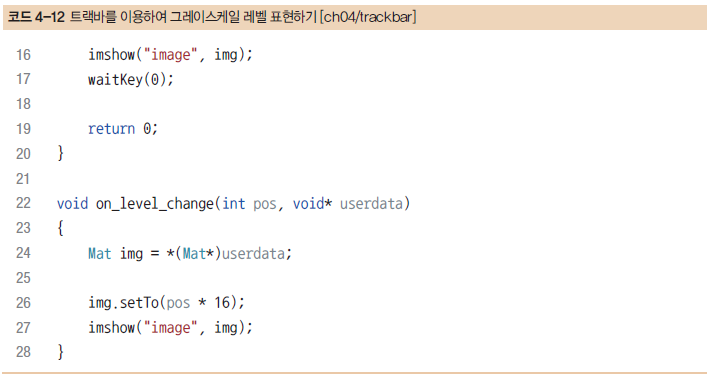 코드 4-12 트랙바를 이용하여 그레이스케일 레벨 표현하기 [ch04/trackbar]
16 imshow("image", img);
17 waitKey(0);
18
19 return 0;
20 }
21
22 void on_level_change(int pos, void* userdata)
23 {
24 Mat img = *(Mat*)userdata;
25
26 img.setTo(pos * 16);
27 imshow("image", img);
28 }